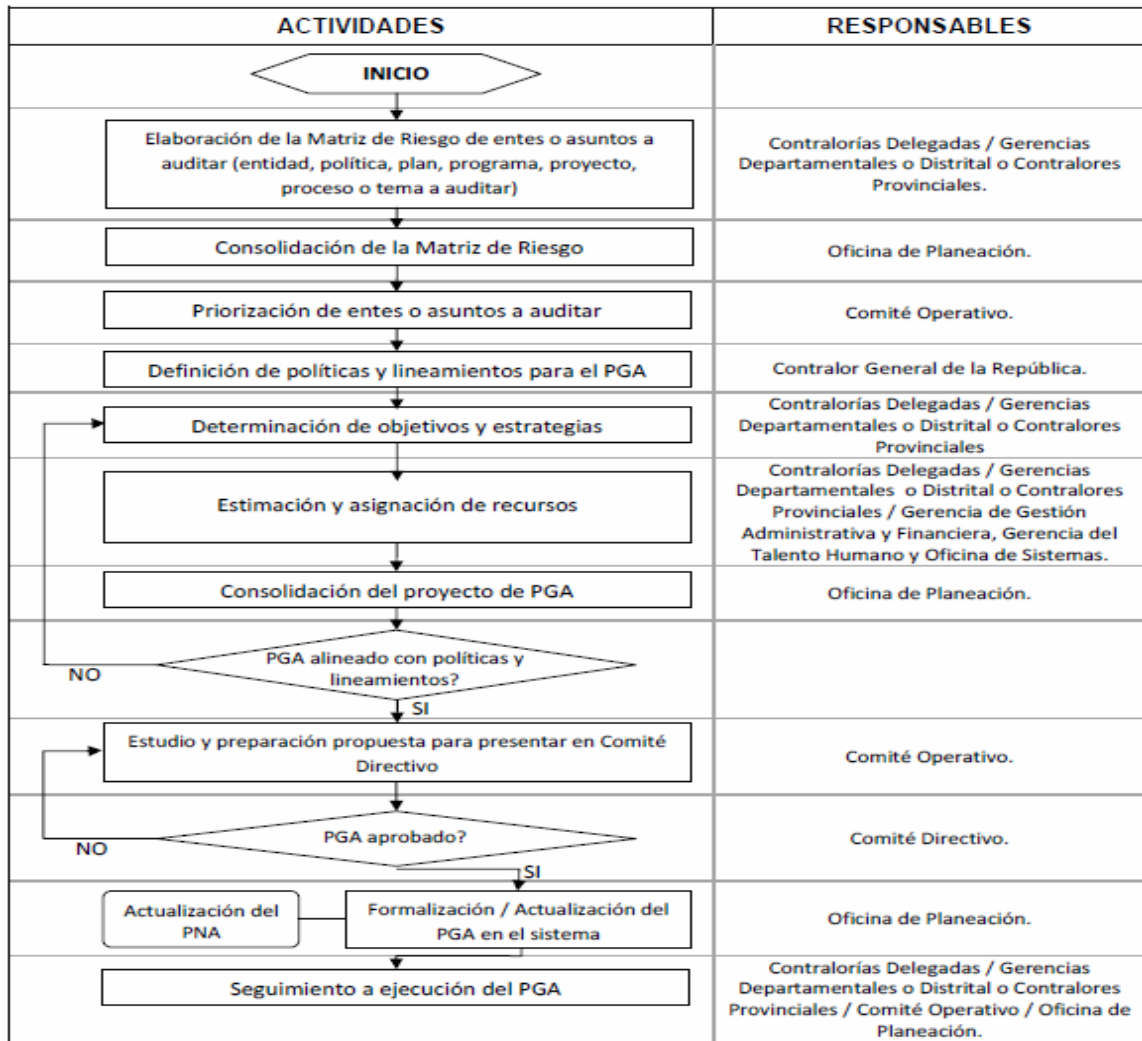 ACTIVIDADES
RESPONSABLES
INICIO
Elaboración de la Matriz de Riesgo de entes o asuntos a
auditar (entidad, política, plan, programa, proyecto,
proceso o tema a auditar)
Contralorías Delegadas / Gerencias
Departamentales o Distrital o Contralores
Provinciales.
Consolidación de la Matriz de Riesgo
Oficina de Planeación.
Priorización de entes o asuntos a auditar
Comité Operativo.
Definición de políticas y lineamientos para el PGA
Contralor General de la República.
Determinación de objetivos y estrategias
Contralorías Delegadas / Gerencias
Departamentales o Distrital o Contralores
Provinciales
Estimación y asignación de recursos
Contralorías Delegadas / Gerencias
Departamentales o Distrital o Contralores
Provinciales / Gerencia de Gestión
Administrativa y Financiera, Gerencia del
Talento Humano y Oficina de Sistemas.
Consolidación del proyecto de PGA
Oficina de Planeación.
PGA alineado con políticas y
lineamientos?
NO
SI
Estudio y preparación propuesta para presentar en Comité
Directivo
Comité Operativo.
PGA aprobado?
NO
SI
Comité Directivo.
Actualización del
PNA
Formalización / Actualización del
PGA en el sistema
Oficina de Planeación.
Seguimiento a ejecución del PGA
Contralorías Delegadas / Gerencias
Departamentales o Distrital o Contralores
Provinciales / Comité Operativo / Oficina de
Planeación.